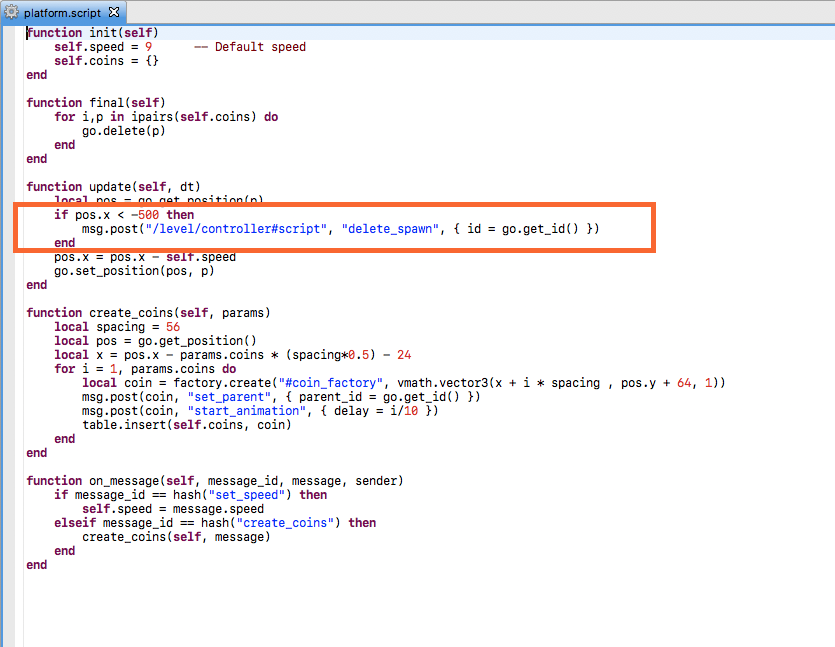 platform.script
function init(self)
    self.speed = 9      -- Default speed
    self.coins = {}
end
function final(self)
    for i,p in ipairs(self.coins) do
        go.delete(p)
    end
end
function update(self, dt)
    local pos = go.get_position(p)
    if pos.x < -500 then
        msg.post("/level/controller#script", "delete_spawn", { id = go.get_id() })
    end
    pos.x = pos.x - self.speed
    go.set_position(pos, p)
end
function create_coins(self, params)
    local spacing = 56
    local pos = go.get_position()
    local x = pos.x - params.coins * (spacing*0.5) - 24
    for i = 1, params.coins do
        local coin = factory.create("#coin_factory", vmath.vector3(x + i * spacing , pos.y + 64, 1))
        msg.post(coin, "set_parent", { parent_id = go.get_id() })
        msg.post(coin, "start_animation", { delay = i/10 })
        table.insert(self.coins, coin)
    end
end
function on_message(self, message_id, message, sender)
    if message_id == hash("set_speed") then
        self.speed = message.speed
    elseif message_id == hash("create_coins") then
        create_coins(self, message)
    end
end